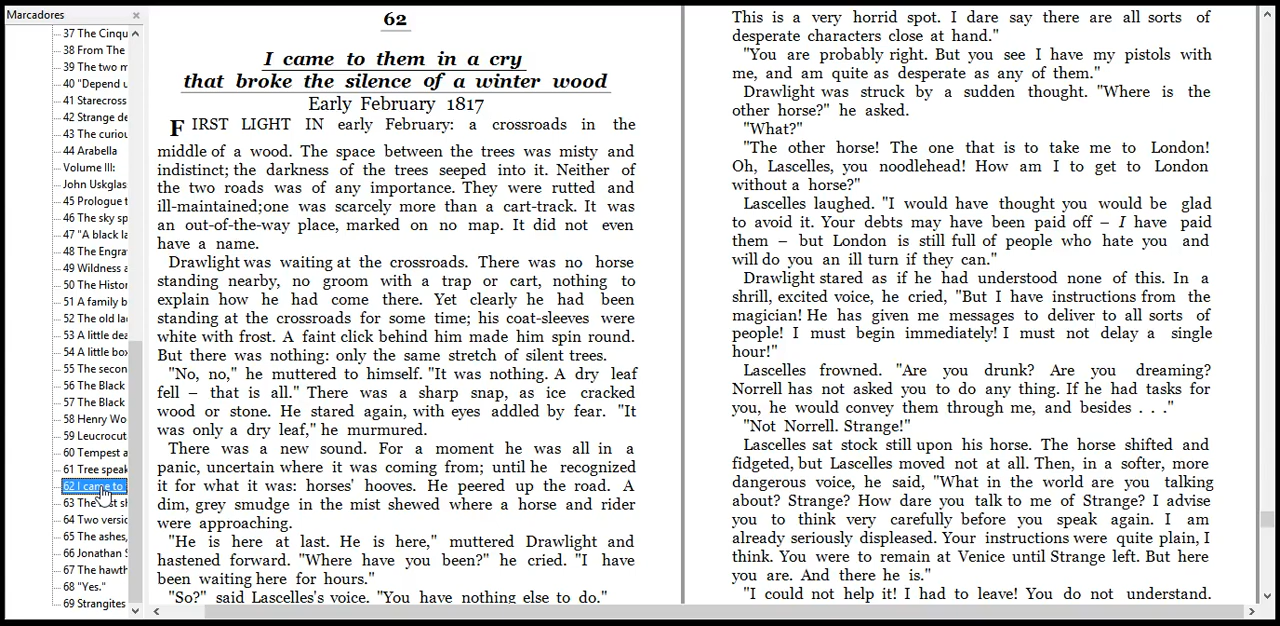 Marcadores
37 The Cinqu
38 From The
39 The two m
40 "Depend u
41 Starecross
42 Strange de
43 The curiou
44 Arabella
Volume III:
John Uskglas
45 Prologue t
46 The sky sp
47 "A black la
48 The Engra
49 Wildness a
50 The Histor
51 A family b
52 The old la
53 A little dea
54 A little box
55 The secon
56 The Black
57 The Black
58 Henry Wo
59 Leucrocut
60 Tempest a
61 Tree speak
62 I came to
63 The st sh
64 Two versic
65 The ashes,
66 Jonathan S
67 The hawth
68 "Yes."
69 Strangites
62
I came to them in a cry
that broke the silence of a winter wood
Early February 1817
FIRST LIGHT IN early February: a crossroads in the
middle of a wood. The space between the trees was misty and
indistinct; the darkness of the trees seeped into it. Neither of
the two roads was of any importance. They were rutted and
ill-maintained;one was scarcely more than a cart-track. It was
an out-of-the-way place, marked on no map. It did not even
have a name.
Drawlight was waiting at the crossroads. There was no horse
standing nearby, no groom with a trap or cart, nothing to
explain how he had come there. Yet clearly he had been
standing at the crossroads for some time; his coat-sleeves were
white with frost. A faint click behind him made him spin round.
But there was nothing: only the same stretch of silent trees.
"No, no," he muttered to himself. "It was nothing. A dry leaf
fell – that is all." There was a sharp snap, as ice cracked
wood or stone. He stared again, with eyes addled by fear. "It
was only a dry leaf," he murmured.
There was a new sound. For a moment he was all in a
panic, uncertain where it was coming from; until he recognized
it for what it was: horses' hooves. He peered up the road. A
dim, grey smudge in the mist shewed where a horse and rider
were approaching.
"He is here at last. He is here," muttered Drawlight and
hastened forward. "Where have you been?" he cried. "I have
been waiting here for hours."
"So?" said Lascelles's voice. "You have nothing else to do."
This is a very horrid spot. I dare say there are all sorts of
desperate characters close at hand."
"You are probably right. But you see I have my pistols with
me, and am quite as desperate as any of them."
Drawlight was struck by a sudden thought. "Where is the
other horse?" he asked.
"What?"
"The other horse! The one that is to take me to London!
Oh, Lascelles, you noodlehead! How am I to get to London
without a horse?"
Lascelles laughed. "I would have thought you would be glad
to avoid it. Your debts may have been paid off – I have paid
them – but London is still full of people who hate you and
will do you an ill turn if they can."
Drawlight stared as if he had understood none of this. In a
shrill, excited voice, he cried, "But I have instructions from the
magician! He has given me messages to deliver to all sorts of
people! I must begin immediately! I must not delay a single
hour!"
Lascelles frowned. "Are you drunk? Are you dreaming?
Norrell has not asked you to do any thing. If he had tasks for
you, he would convey them through me, and besides . . ."
"Not Norrell. Strange!"
Lascelles sat stock still upon his horse. The horse shifted and
fidgeted, but Lascelles moved not at all. Then, in a softer, more
dangerous voice, he said, "What in the world are you talking
about? Strange? How dare you talk to me of Strange? I advise
you to think very carefully before you speak again. I am
already seriously displeased. Your instructions were quite plain, I
think. You were to remain at Venice until Strange left. But here
you are. And there he is."
"I could not help it! I had to leave! You do not understand.